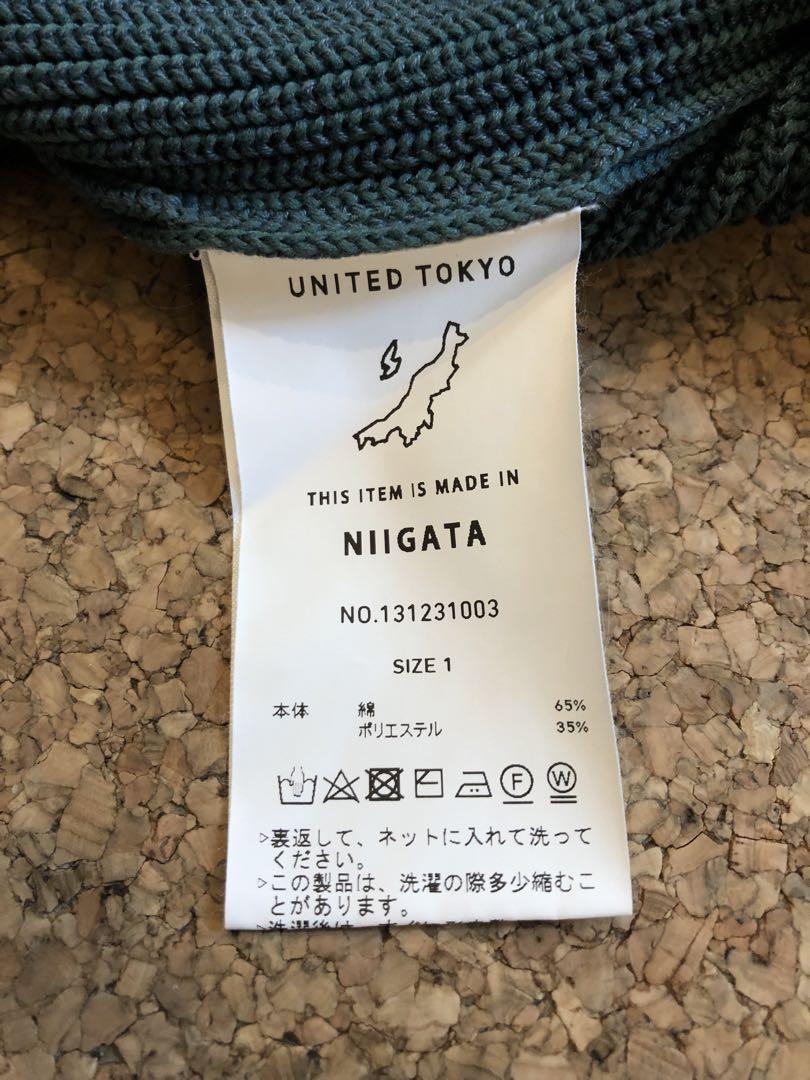 UNITED TOKYO
THIS ITEM IS MADE IN
NIIGATA
NO.131231003
SIZE 1
本体 綿 65%
ポリエステル 35%
F W
▷裏返して、ネットに入れて洗って
ください。
▷この製品は、洗濯の際多少縮むこ
とがあります。